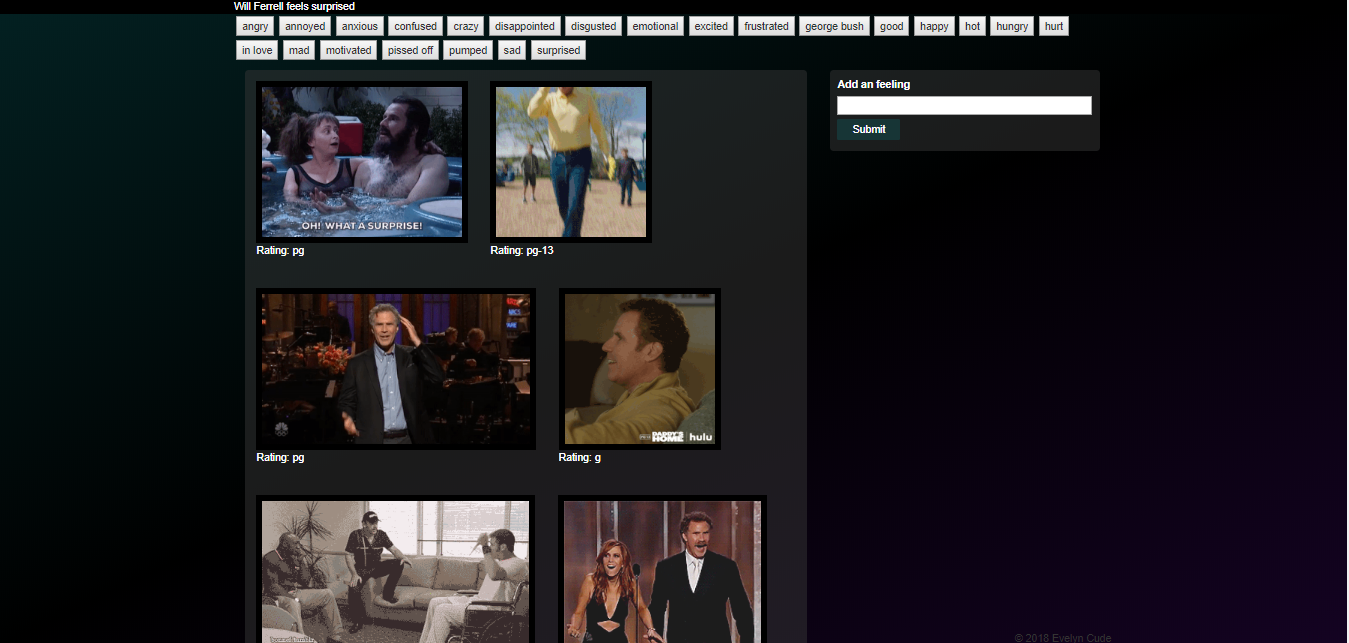 Will Ferrell feels surprised
angry annoyed anxious confused crazy disappointed disgusted emotional excited frustrated george bush good happy hot hungry hurt
in love mad motivated pissed off pumped sad surprised
Add an feeling
Submit
OH! WHAT A SURPRISE!
Rating: pg
Rating: pg-13
DADDY'S HOME hulu
Rating: pg
Rating: g
© 2018 Evelyn Cude